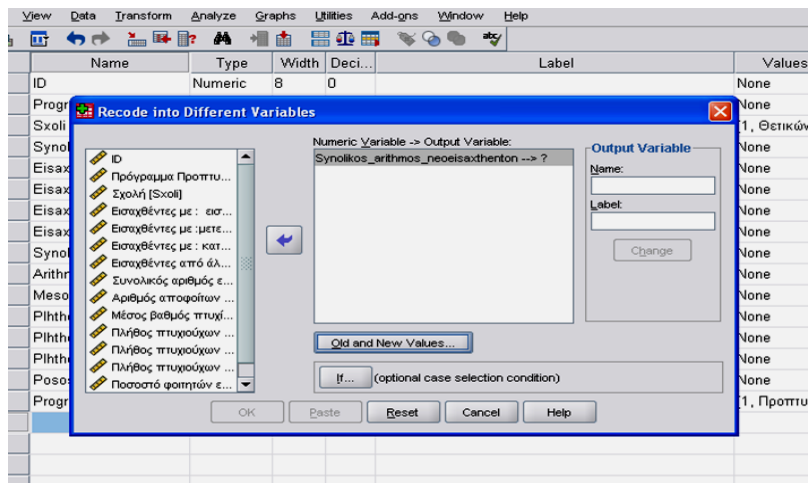 View Data Transform Analyze Graphs Utilities Add-ons Window Help
Name Type Width Deci... Label Values
ID Numeric 8 0 None
Progr None
Sxoli {1, Θετικών
Synol None
Eisax None
Eisax None
Eisax None
Eisax None
Synol None
Arithm None
Meso None
Plhth None
Plhth None
Plhth None
Posos None
Progr {1, Προπτυ
Recode into Different Variables
ID
Πρόγραμμα Προπτυ...
Σχολή [Sxoli]
Εισαχθέντες με : εισ...
Εισαχθέντες με :μετε...
Εισαχθέντες με : κατ...
Εισαχθέντες από άλ...
Συνολικός αριθμός ε...
Αριθμός αποφοίτων ...
Μέσος βαθμός πτυχί...
Πλήθος πτυχιούχων ...
Πλήθος πτυχιούχων ...
Πλήθος πτυχιούχων ...
Ποσοστό φοιτητών ε...
Numeric Variable -> Output Variable:
Synolikos_arithmos_neoeisaxthenton --> ?
Output Variable
Name:
Label:
Change
Old and New Values...
If... (optional case selection condition)
OK Paste Reset Cancel Help